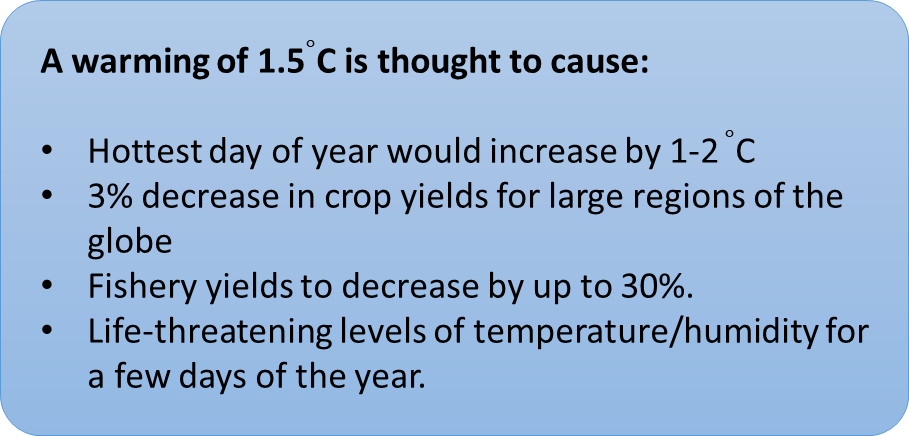 A warming of 1.5°C is thought to cause:
• Hottest day of year would increase by 1-2 °C
• 3% decrease in crop yields for large regions of the
globe
• Fishery yields to decrease by up to 30%.
• Life-threatening levels of temperature/humidity for
a few days of the year.